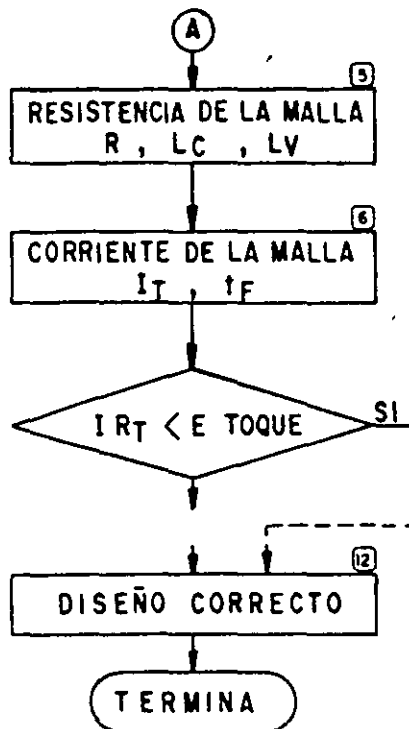 A
5
RESISTENCIA DE LA MALLA
R , LC , LV
6
CORRIENTE DE LA MALLA
IT , tF
I RT < E TOQUE
SI
12
DISEÑO CORRECTO
TERMINA